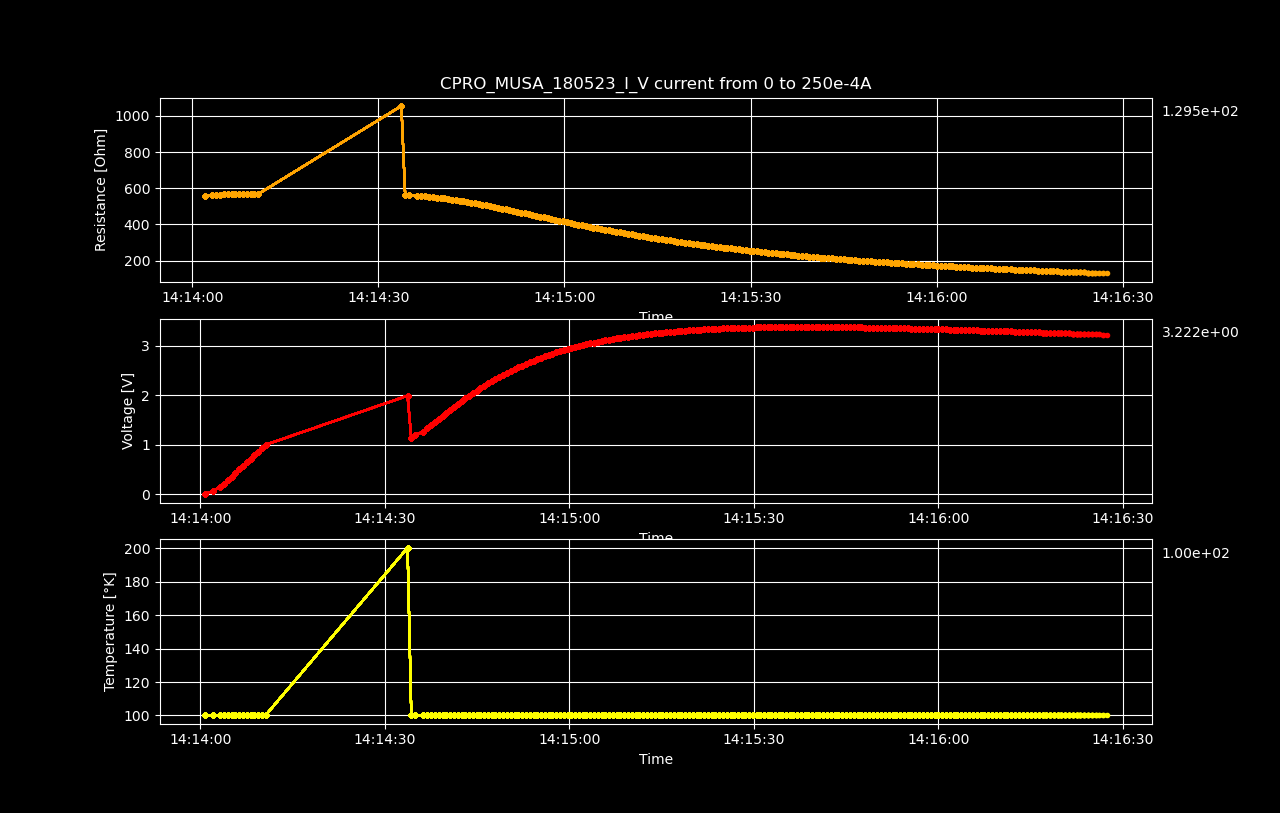 CPRO_MUSA_180523_I_V current from 0 to 250e-4A
1000
800
600
400
200
Resistance [Ohm]
1.295e+02
14:14:00 14:14:30 14:15:00 14:15:30 14:16:00 14:16:30
Time
3
2
1
0
Voltage [V]
3.222e+00
14:14:00 14:14:30 14:15:00 14:15:30 14:16:00 14:16:30
Time
200
180
160
140
120
100
Temperature [°K]
1.00e+02
14:14:00 14:14:30 14:15:00 14:15:30 14:16:00 14:16:30
Time